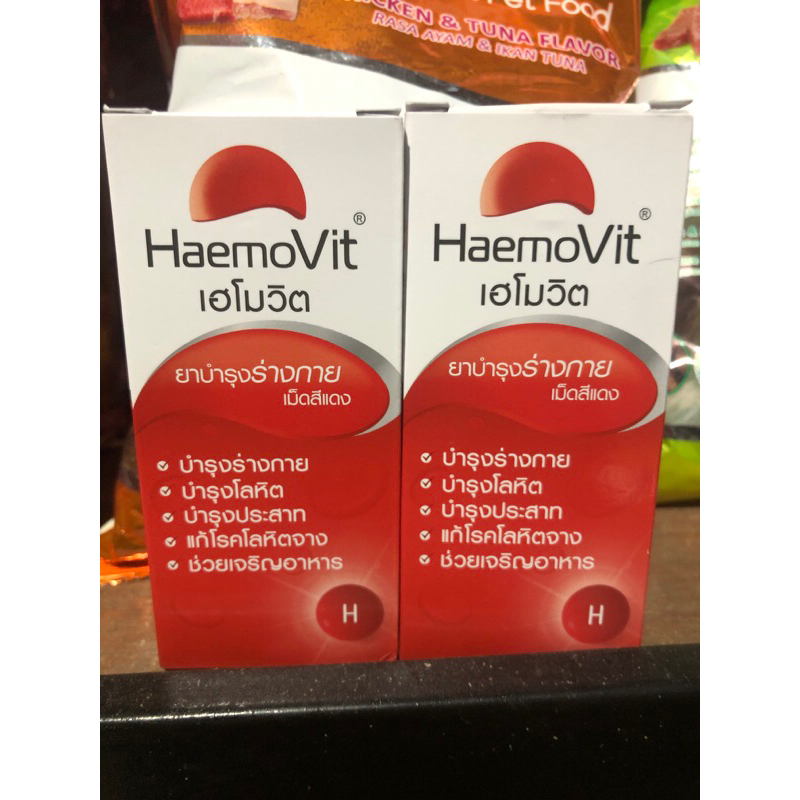 Pet Food
CHICKEN & TUNA FLAVOR
RASA AYAM & IKAN TUNA
HaemoVit®
เฮโมวิต
ยาบำรุงร่างกาย
เม็ดสีแดง
บำรุงร่างกาย
บำรุงโลหิต
บำรุงประสาท
แก้โรคโลหิตจาง
ช่วยเจริญอาหาร
H
HaemoVit®
เฮโมวิต
ยาบำรุงร่างกาย
เม็ดสีแดง
บำรุงร่างกาย
บำรุงโลหิต
บำรุงประสาท
แก้โรคโลหิตจาง
ช่วยเจริญอาหาร
H